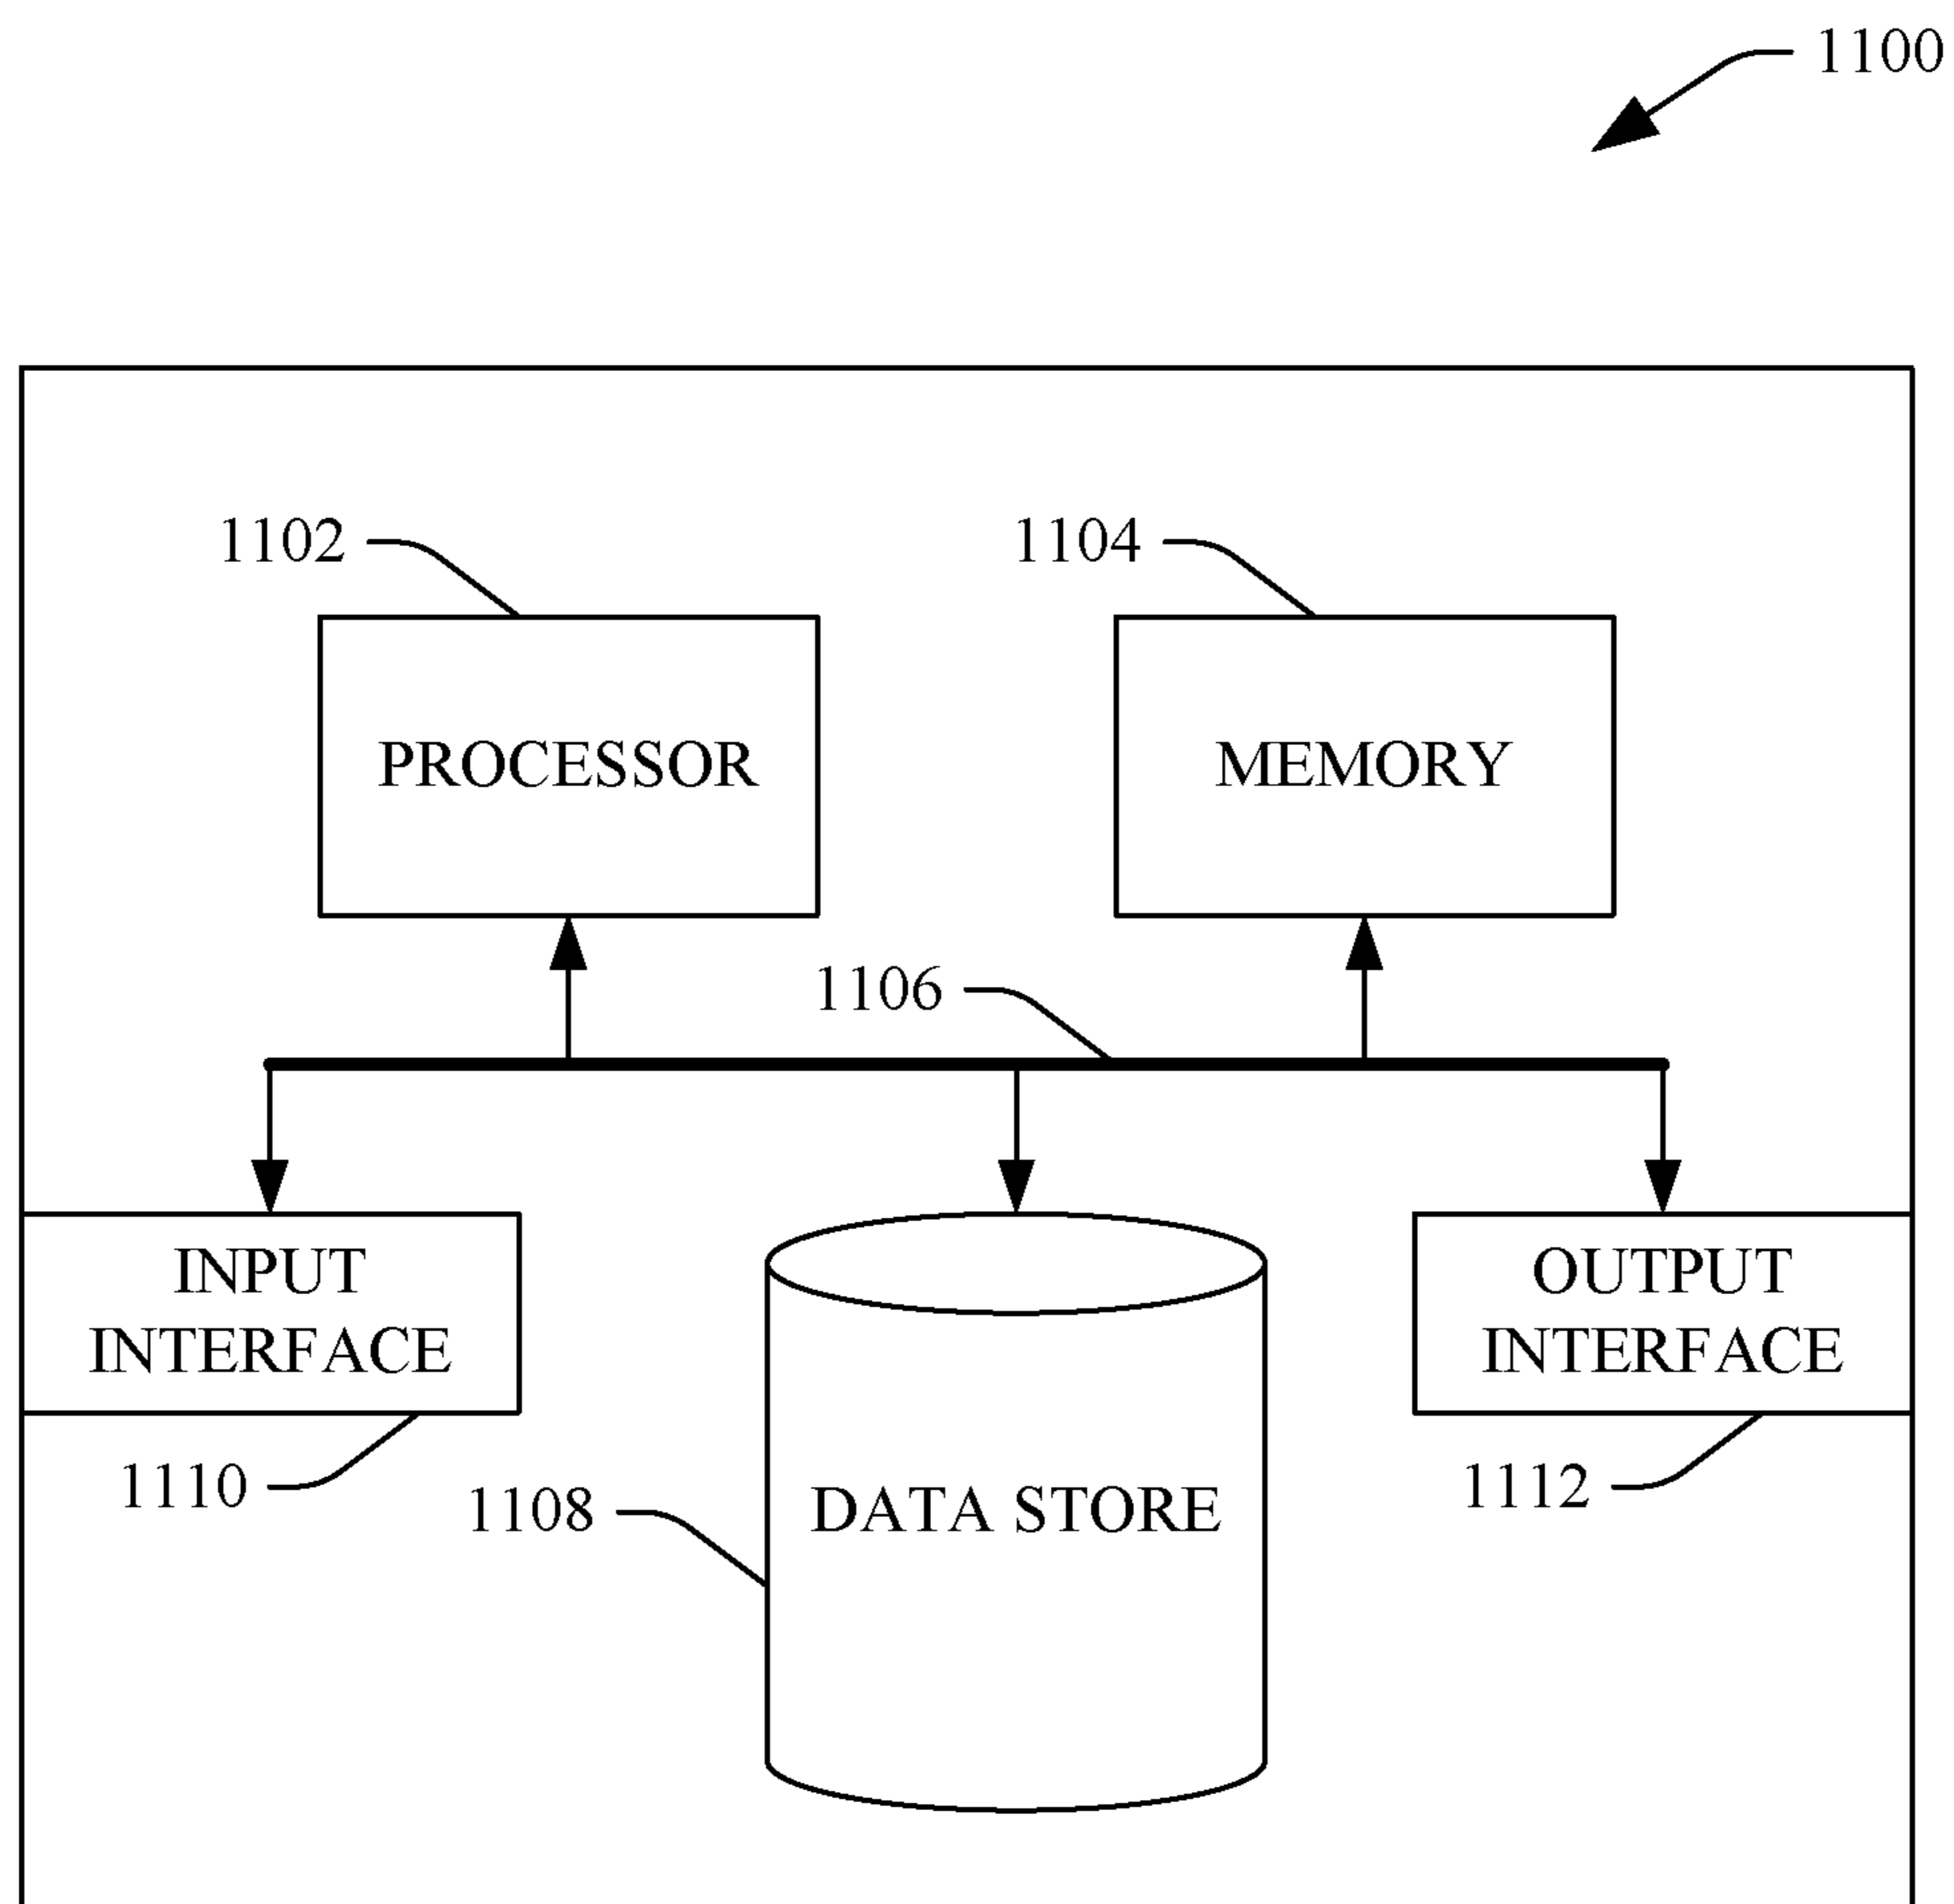 1100
1102
1104
PROCESSOR
MEMORY
1106
INPUT
INTERFACE
OUTPUT
INTERFACE
1110
1108
DATA STORE
1112